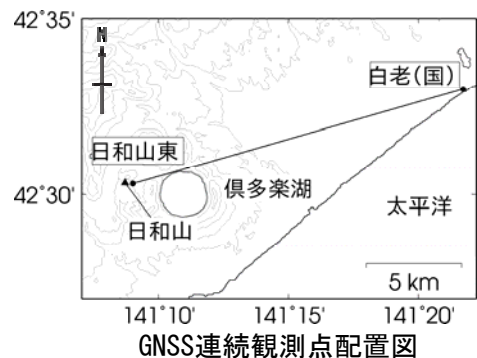 42°35'
N
白老(国)
日和山東
42°30'
倶多楽湖
日和山
太平洋
5 km
141°10'
141°15'
141°20'
GNSS連続観測点配置図